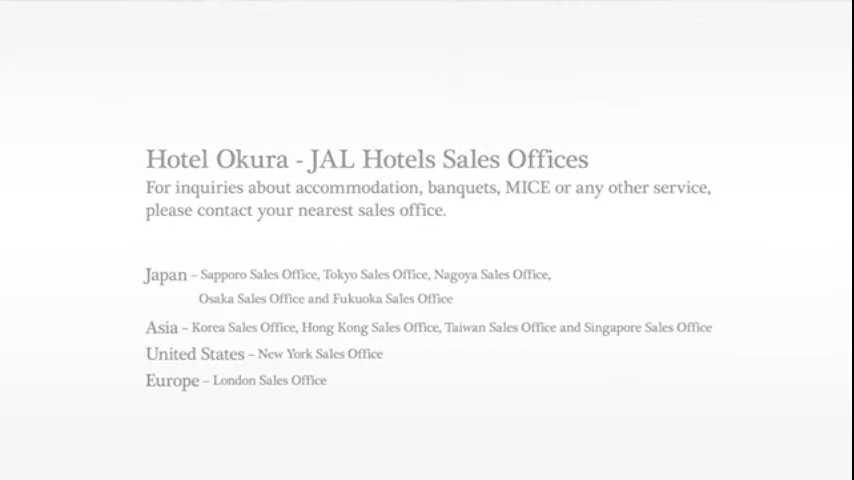 Hotel Okura - JAL Hotels Sales Offices
For inquiries about accommodation, banquets, MICE or any other service,
please contact your nearest sales office.
Japan – Sapporo Sales Office, Tokyo Sales Office, Nagoya Sales Office,
Osaka Sales Office and Fukuoka Sales Office
Asia – Korea Sales Office, Hong Kong Sales Office, Taiwan Sales Office and Singapore Sales Office
United States – New York Sales Office
Europe – London Sales Office